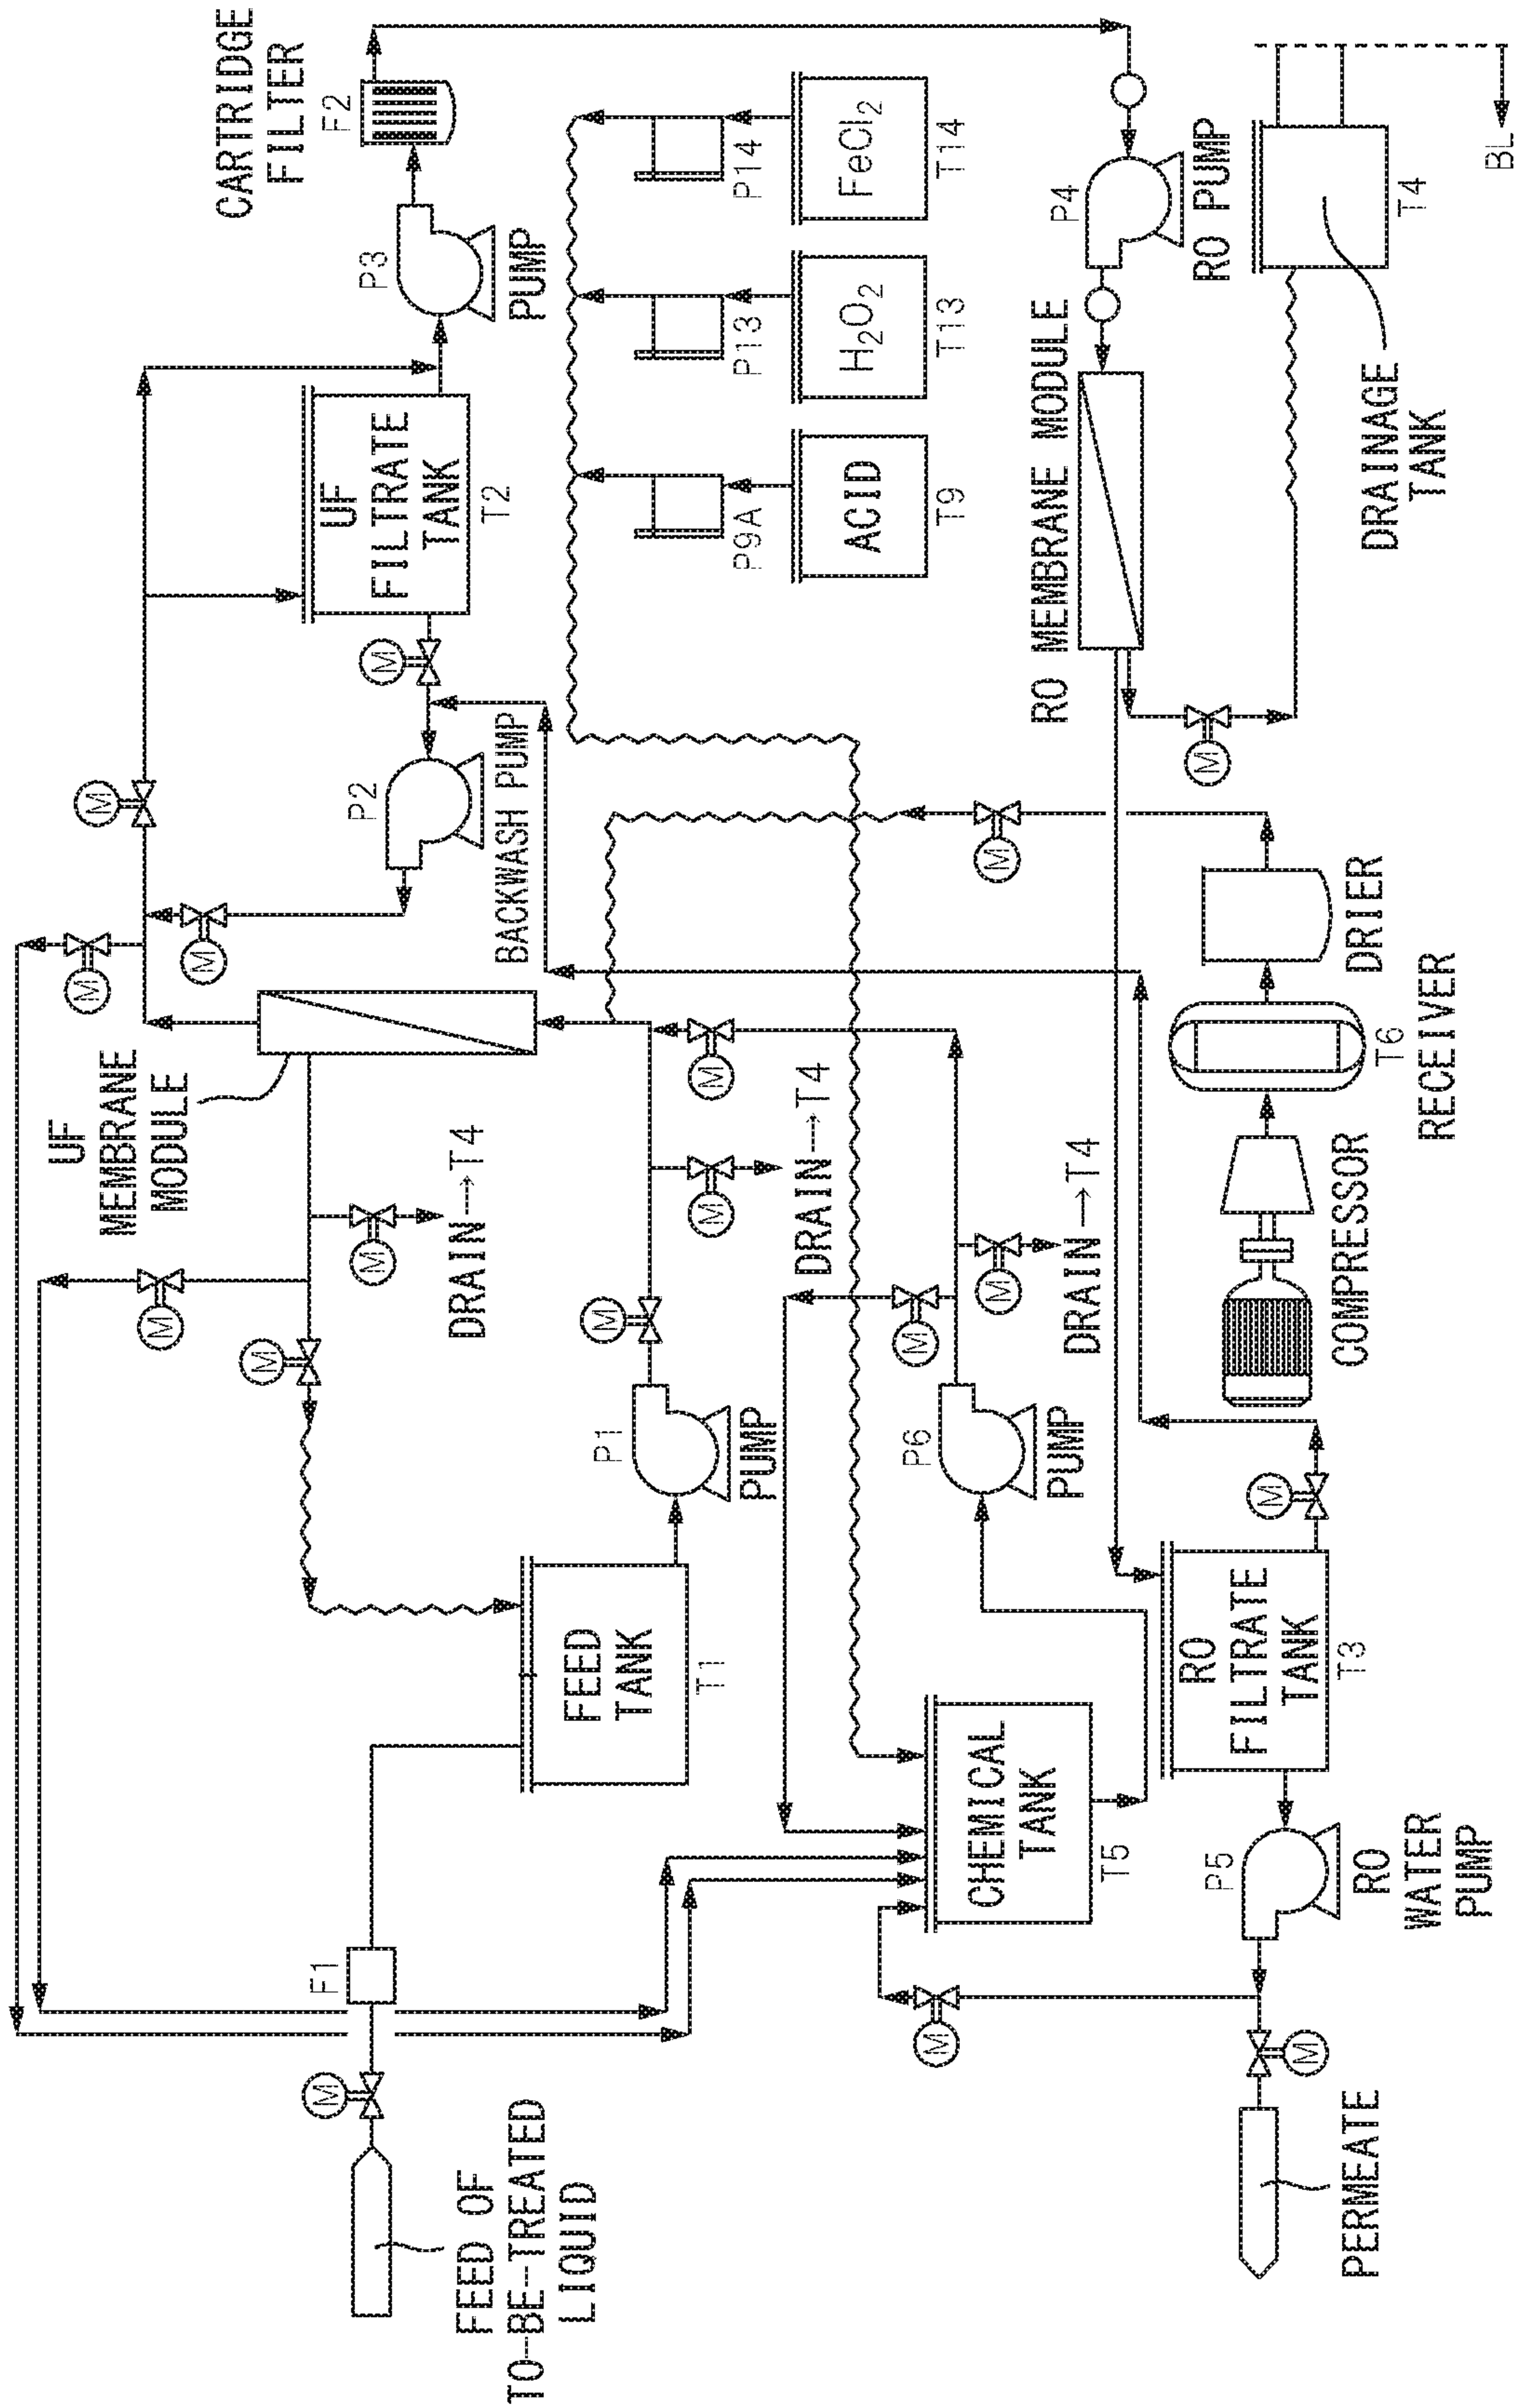 UF
MEMBRANE
MODULE
M
M
M
M
CARTRIDGE
FILTER
F2
P3
PUMP
UF
FILTRATE
TANK
T2
M
P2
BACKWASH PUMP
M
M
DRAIN→T4
F1
M
FEED OF
TO-BE-TREATED
LIQUID
FEED
TANK
T1
P1
PUMP
M
M
DRAIN→T4
M
P14
FeCl2
T14
P13
H2O2
T13
P9A
ACID
T9
CHEMICAL
TANK
T5
P6
PUMP
M
M
DRAIN→T4
M
M
P4
RO PUMP
RO MEMBRANE MODULE
M
T4
DRAINAGE
TANK
BL
DRIER
T6
RECEIVER
COMPRESSOR
M
RO
FILTRATE
TANK
T3
P5
RO
WATER
PUMP
M
PERMEATE